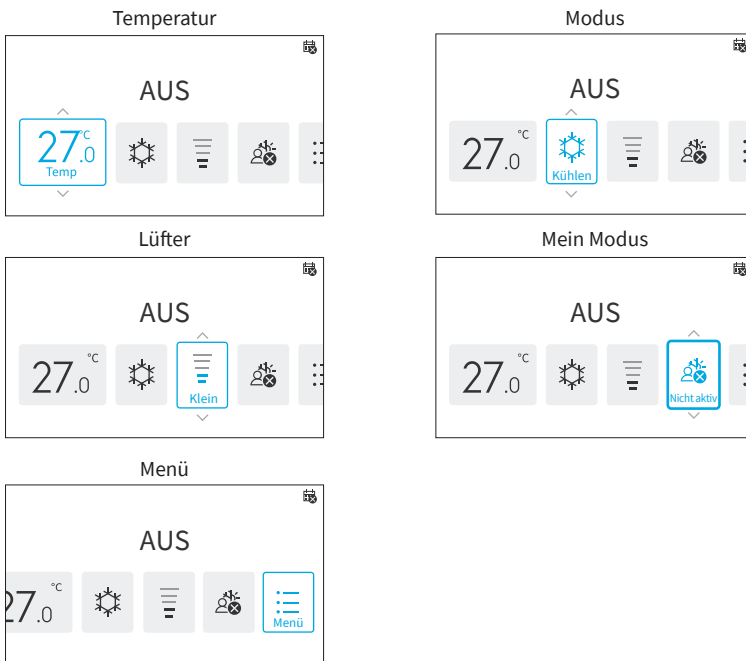 Temperatur
AUS
27.0 °C
Temp
Modus
AUS
27.0 °C
Kühlen
Lüfter
AUS
27.0 °C
Klein
Mein Modus
AUS
27.0 °C
Nicht aktiv
Menü
AUS
27.0 °C
Menü